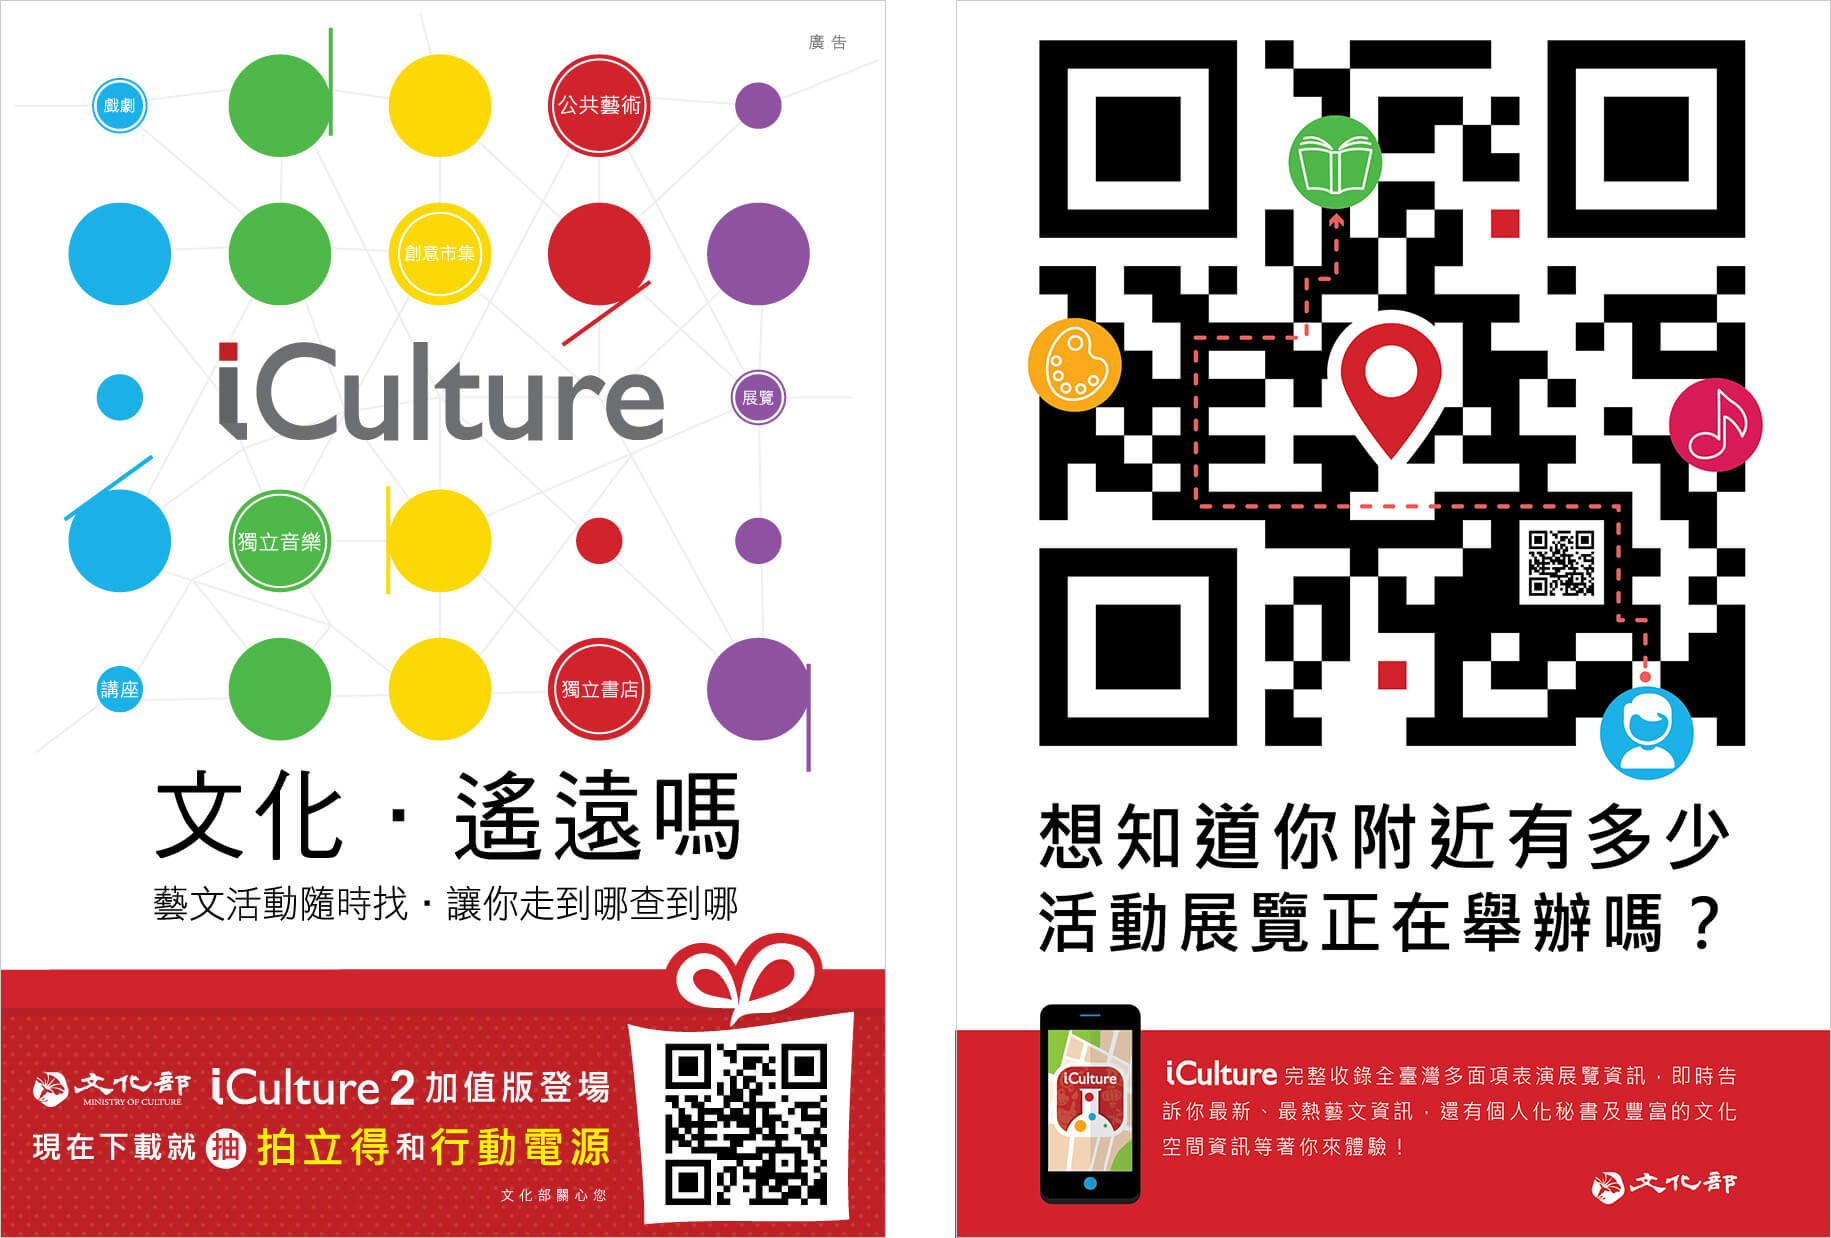 廣告
戲劇
公共藝術
創意市集
iCulture
展覽
獨立音樂
講座
獨立書店
文化·遙遠嗎
藝文活動隨時找·讓你走到哪查到哪
文化部
MINISTRY OF CULTURE
iCulture 2 加值版登場
現在下載就 抽 拍立得和行動電源
文化部關心您
想知道你附近有多少
活動展覽正在舉辦嗎？
iCulture
iCulture 完整收錄全臺灣多面項表演展覽資訊，即時告
訴你最新、最熱藝文資訊，還有個人化秘書及豐富的文化
空間資訊等著你來體驗！
文化部